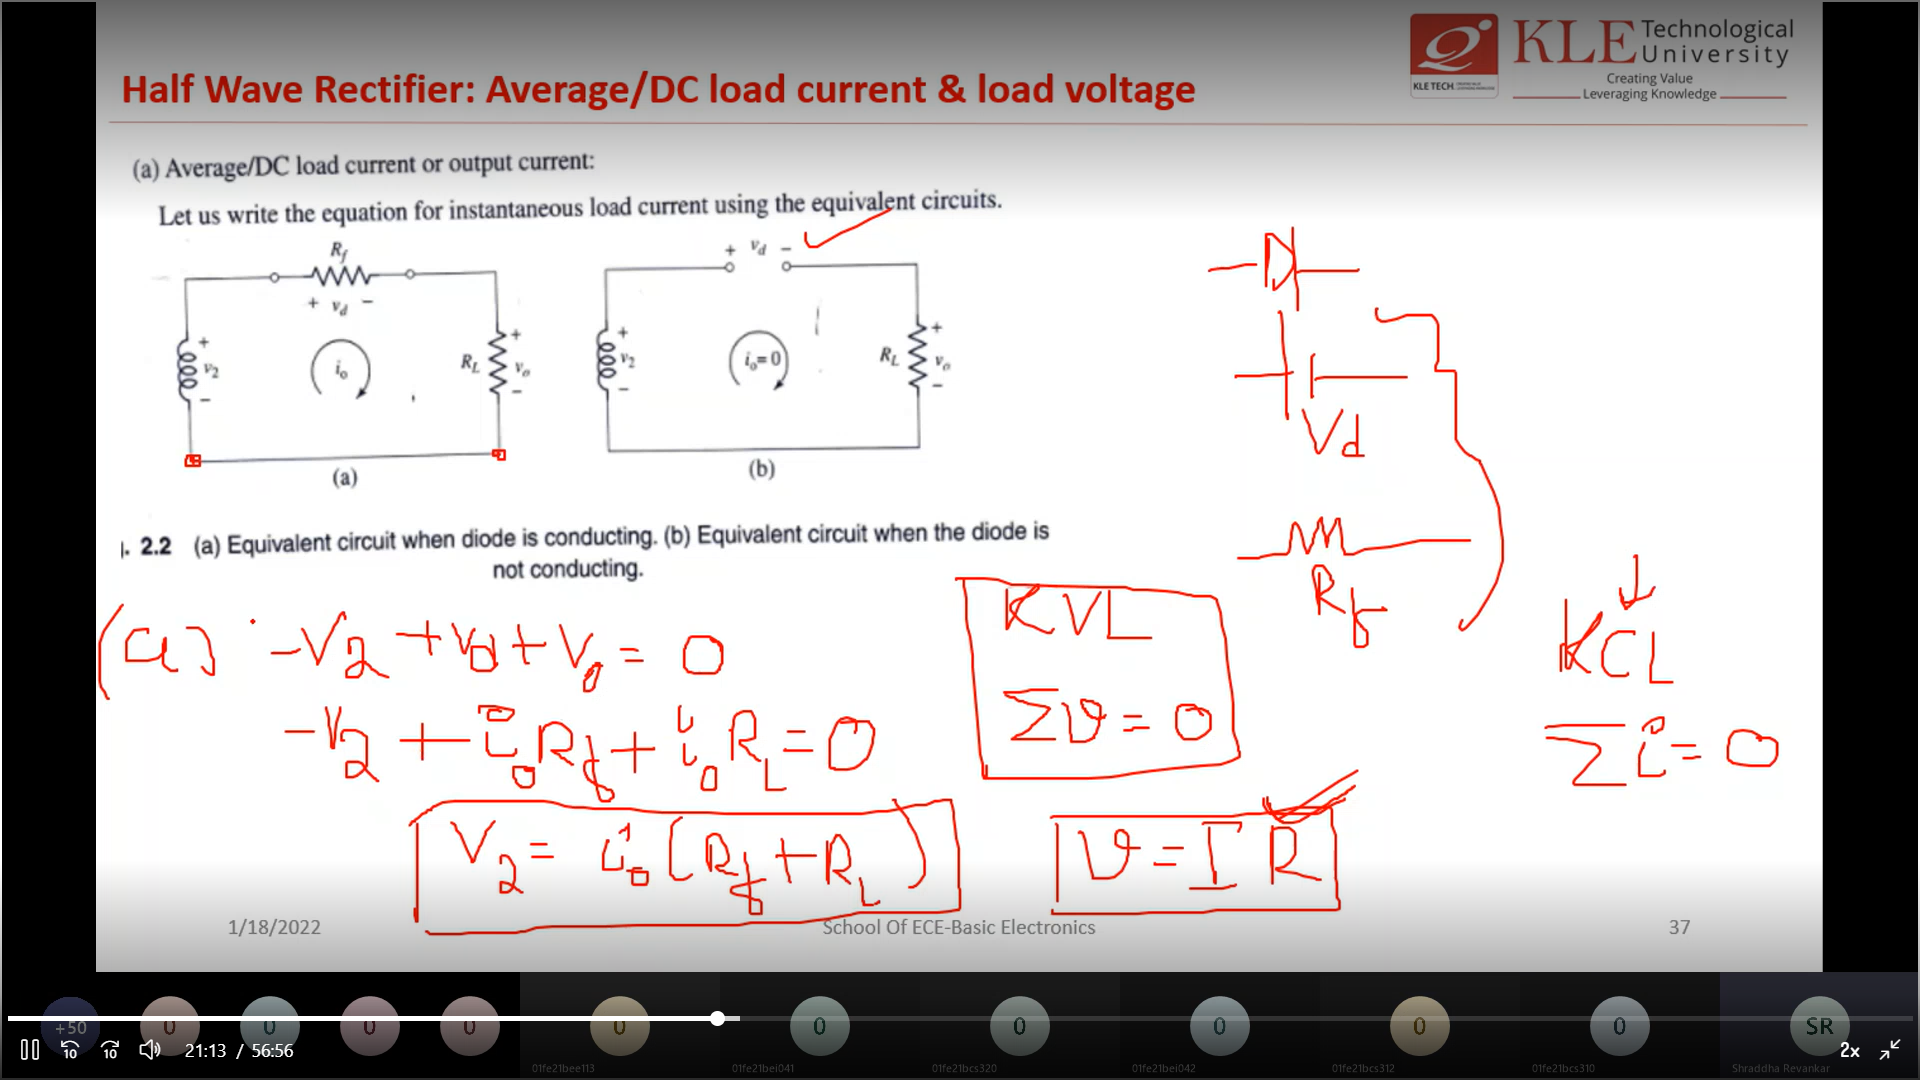 KLE Technological University
Creating Value
Leveraging Knowledge
KLE TECH
Half Wave Rectifier: Average/DC load current & load voltage
(a) Average/DC load current or output current:
Let us write the equation for instantaneous load current using the equivalent circuits.
R_f
+ v_d −
+ v_2 −
i_o
R_L
+ v_o −
(a)
+ v_d −
+ v_2 −
i_o = 0
R_L
+ v_o −
(b)
. 2.2 (a) Equivalent circuit when diode is conducting. (b) Equivalent circuit when the diode is
not conducting.
Vd
R_f
(a) -V_2 + V_d + V_o = 0
-V_2 + i_o R_f + i_o R_L = 0
V_2 = i_o (R_f + R_L)
KVL
Σv = 0
v = I R
KCL
Σi = 0
1/18/2022
School Of ECE-Basic Electronics
37
+50
0
0
0
0
0
0
0
0
0
0
SR
10
10
21:13 / 56:56
2x
01fe21bee113
01fe21bei041
01fe21bcs320
01fe21bei042
01fe21bcs312
01fe21bcs310
Shraddha Revankar